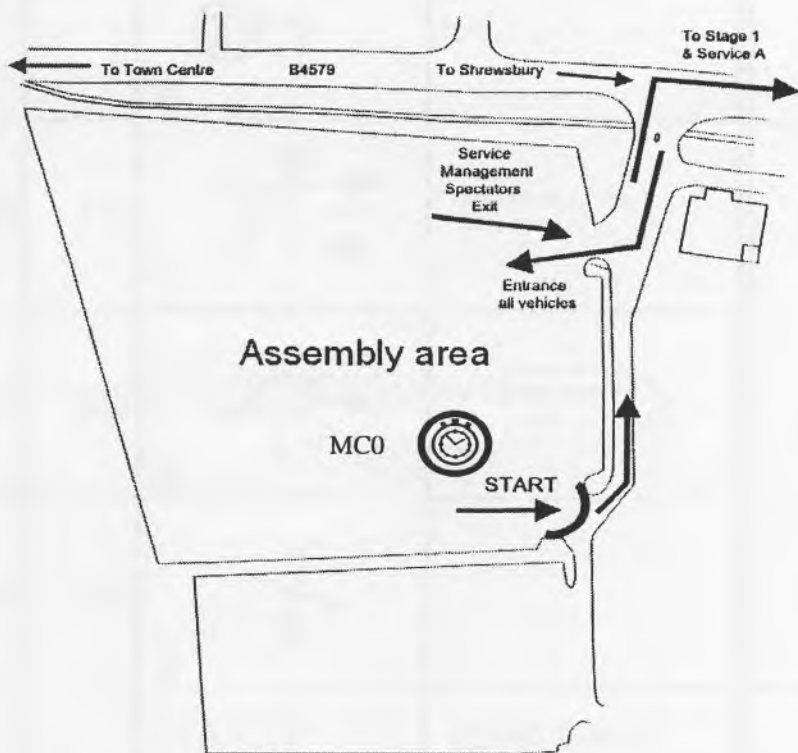 To Stage 1
& Service A
To Town Centre
B4579
To Shrewsbury
Service
Management
Spectators
Exit
Entrance
all vehicles
Assembly area
MC0
START